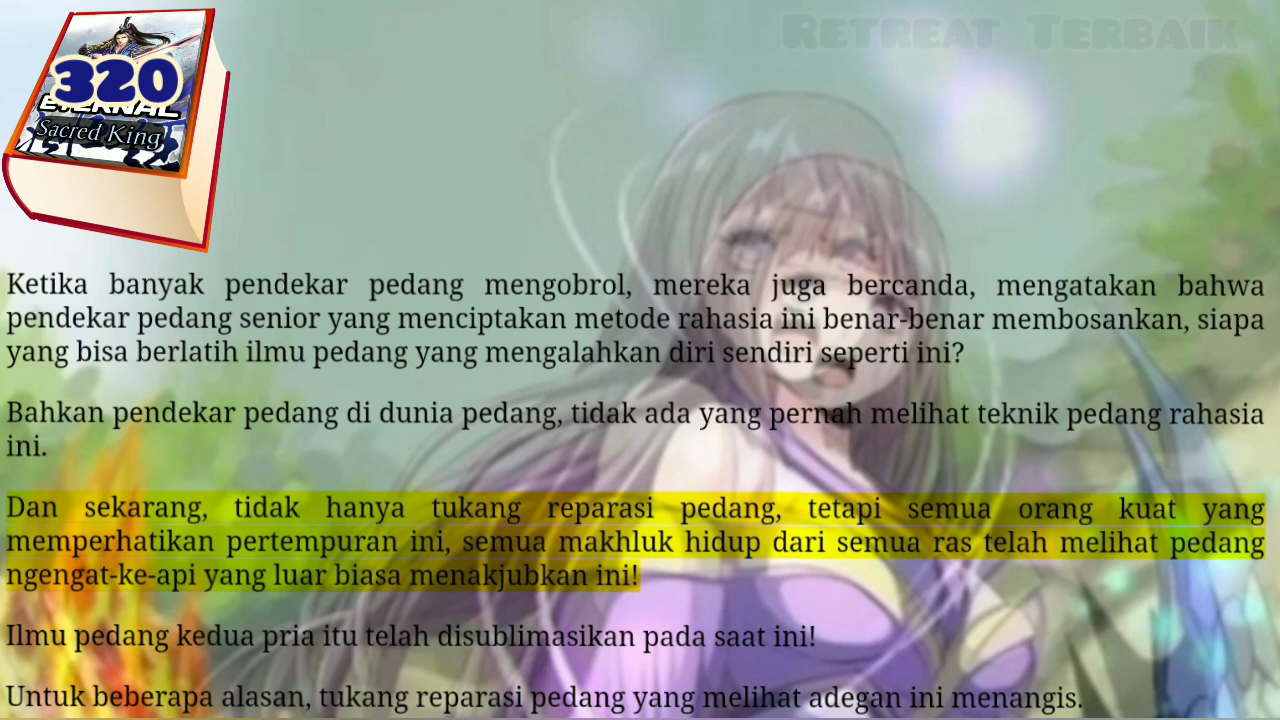 Retreat Terbaik
320
ETERNAL
Sacred King
Ketika banyak pendekar pedang mengobrol, mereka juga bercanda, mengatakan bahwa
pendekar pedang senior yang menciptakan metode rahasia ini benar-benar membosankan, siapa
yang bisa berlatih ilmu pedang yang mengalahkan diri sendiri seperti ini?
Bahkan pendekar pedang di dunia pedang, tidak ada yang pernah melihat teknik pedang rahasia
ini.
Dan sekarang, tidak hanya tukang reparasi pedang, tetapi semua orang kuat yang
memperhatikan pertempuran ini, semua makhluk hidup dari semua ras telah melihat pedang
ngengat-ke-api yang luar biasa menakjubkan ini!
Ilmu pedang kedua pria itu telah disublimasikan pada saat ini!
Untuk beberapa alasan, tukang reparasi pedang yang melihat adegan ini menangis.